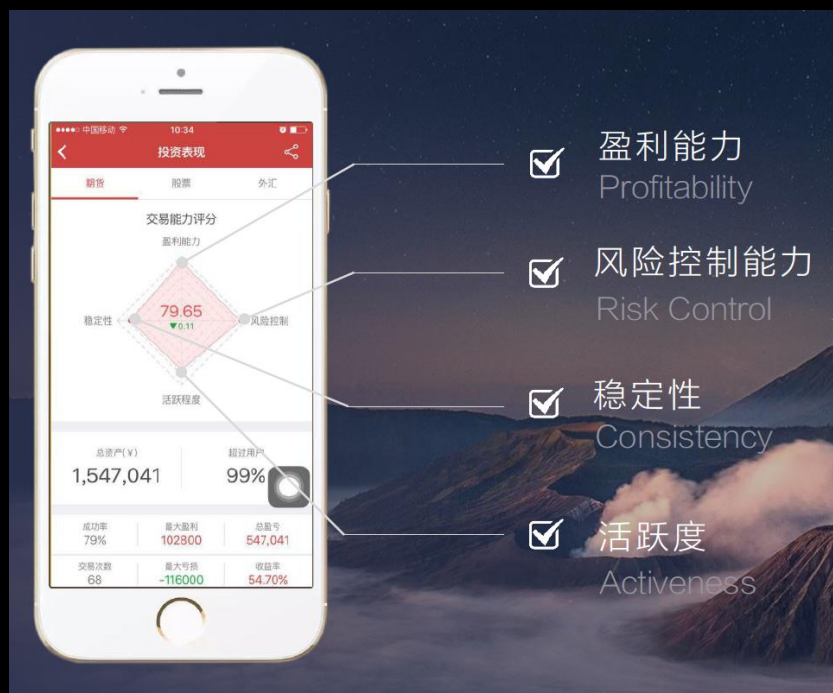 中国移动 10:34
投资表现
期货 股票 外汇
交易能力评分
盈利能力
稳定性 79.65 风险控制
▼0.11
活跃程度
总资产(¥) 超过用户
1,547,041 99%
成功率 最大盈利 总盈亏
79% 102800 547,041
交易次数 最大亏损 收益率
68 -116000 54.70%
盈利能力
Profitability
风险控制能力
Risk Control
稳定性
Consistency
活跃度
Activeness